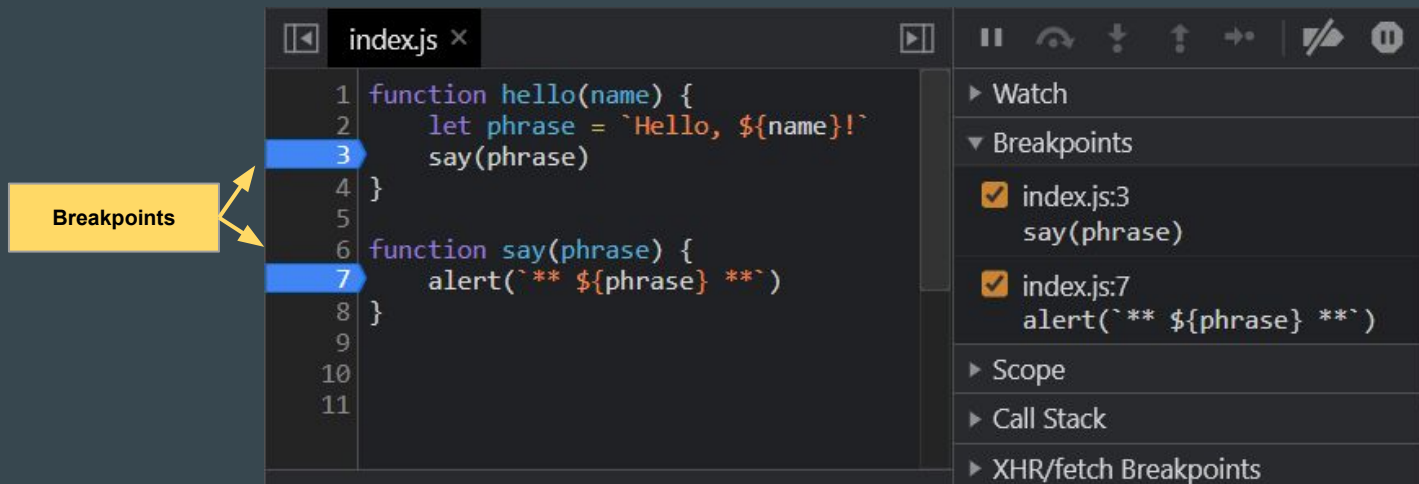 index.js ×
1 function hello(name) {
2     let phrase = `Hello, ${name}!`
3     say(phrase)
4 }
5
6 function say(phrase) {
7     alert(`** ${phrase} **`)
8 }
9
10
11
Breakpoints
Watch
Breakpoints
index.js:3
say(phrase)
index.js:7
alert(`** ${phrase} **`)
Scope
Call Stack
XHR/fetch Breakpoints